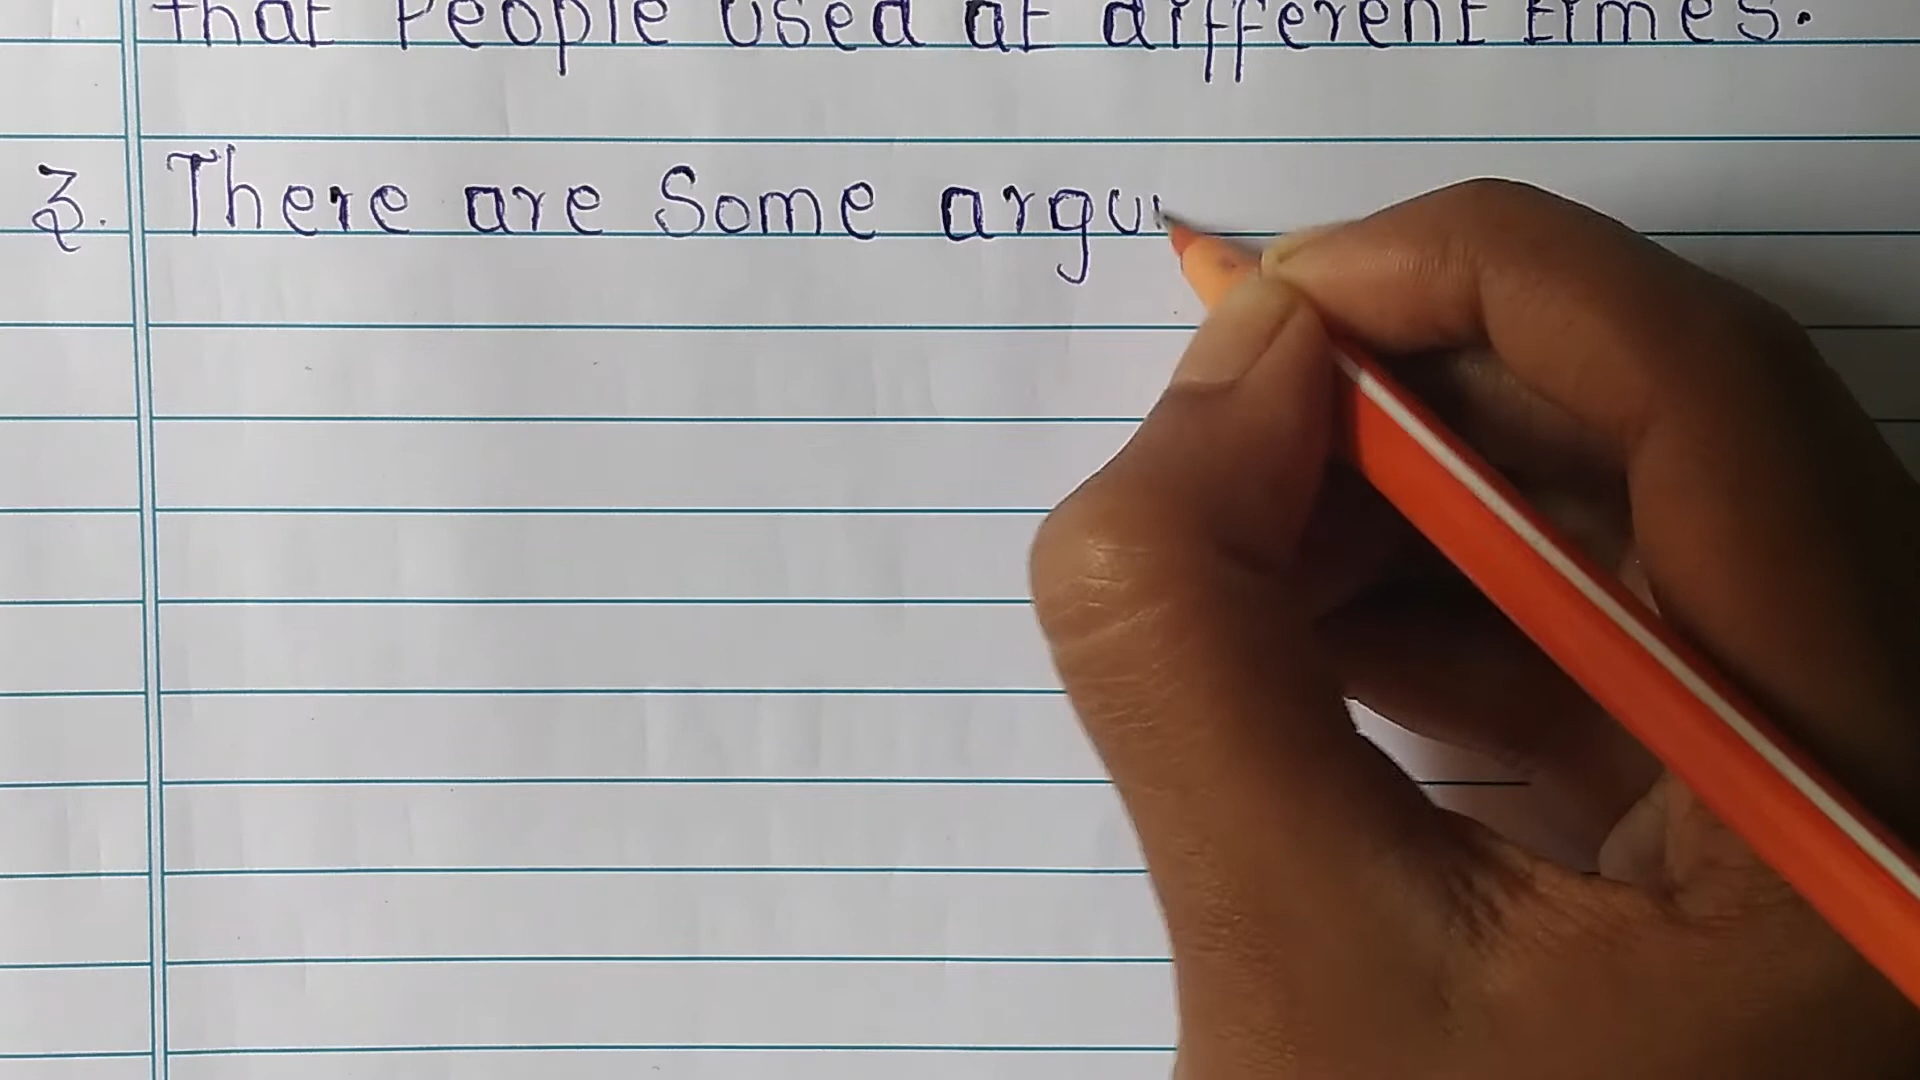 that People used at different times.
3. There are Some argu